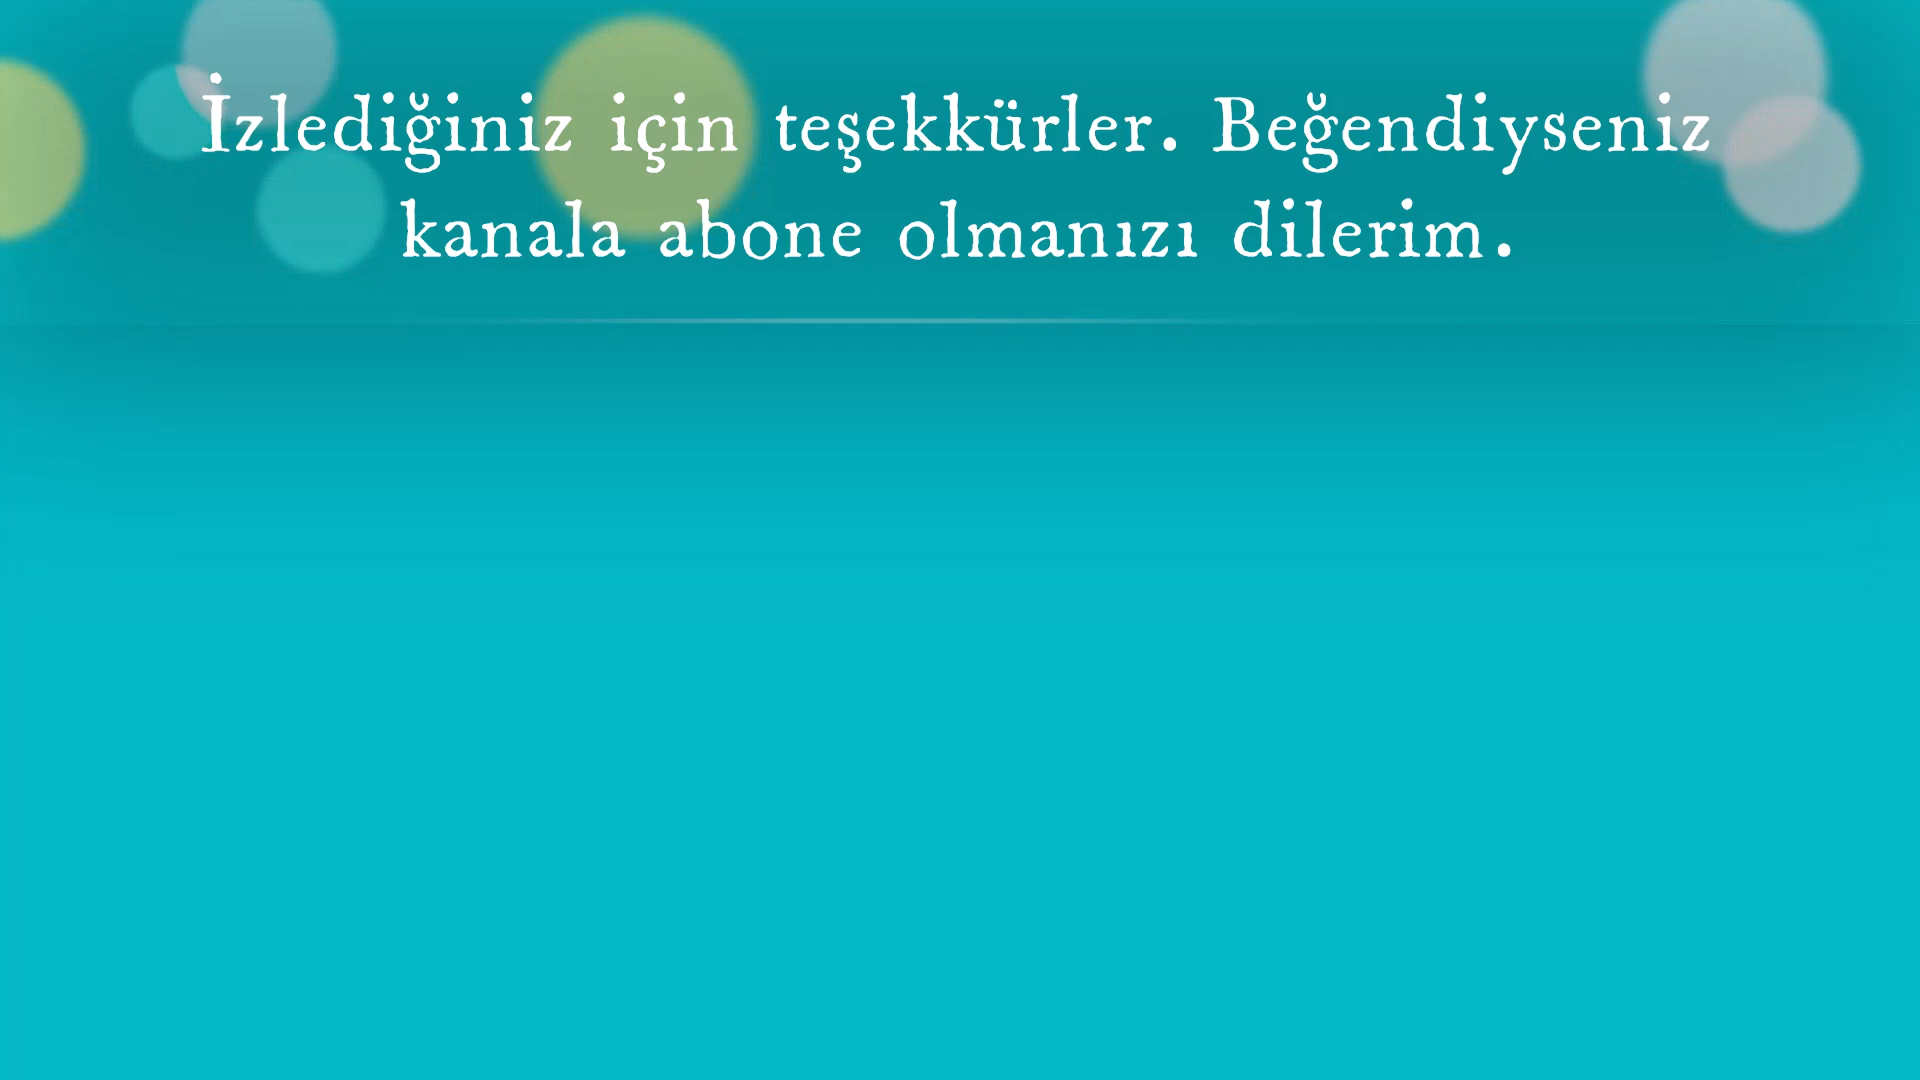 İzlediğiniz için teşekkürler. Beğendiyseniz
kanala abone olmanızı dilerim.